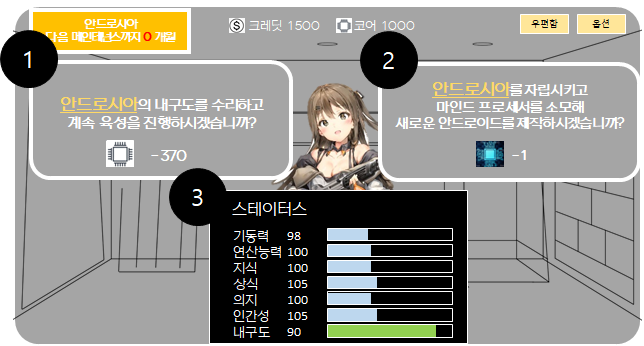 안드로시아
다음 메인테넌스까지 0 개월
S 크레딧 1500
코어 1000
우편함
옵션
1
안드로시아의 내구도를 수리하고
계속 육성을 진행하시겠습니까?
-370
2
안드로시아를 자립시키고
마인드 프로세서를 소모해
새로운 안드로이드를 제작하시겠습니까?
-1
3
스테이터스
기동력 98
연산능력 100
지식 100
상식 105
의지 100
인간성 105
내구도 90